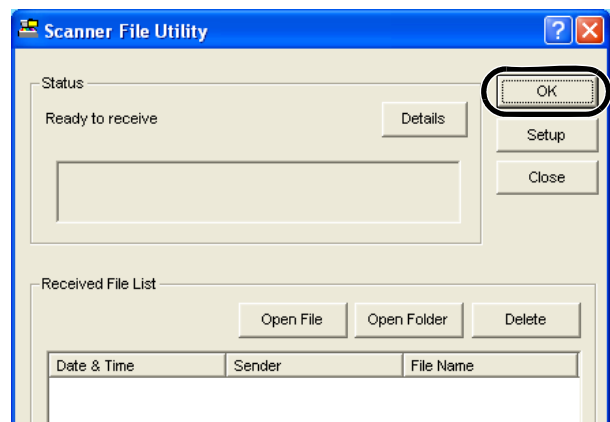 Scanner File Utility
Status
OK
Ready to receive
Details
Setup
Close
Received File List
Open File Open Folder Delete
Date & Time Sender File Name